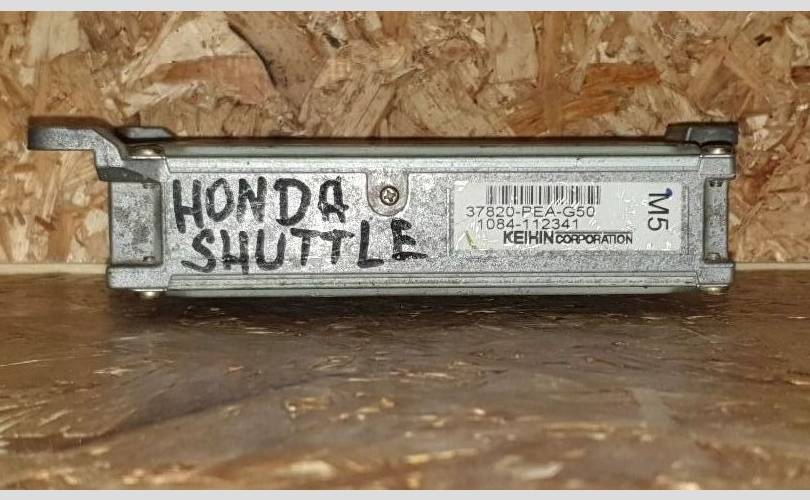 HONDA
SHUTTLE
37820-PEA-G50
1084-112341
KEIHIN CORPORATION
M5